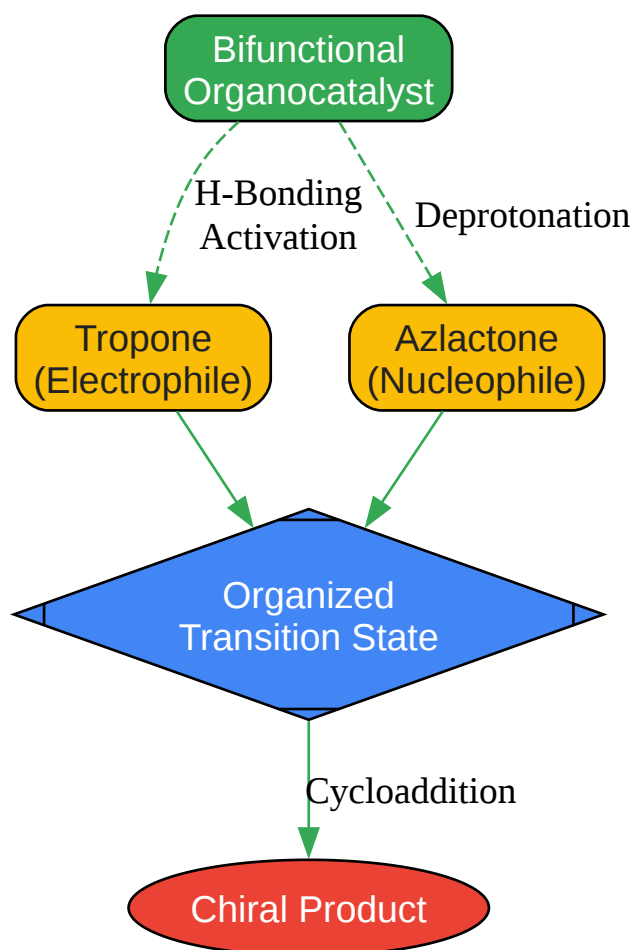 Bifunctional
Organocatalyst
H-Bonding
Activation
Deprotonation
Tropone
(Electrophile)
Azlactone
(Nucleophile)
Organized
Transition State
Cycloaddition
Chiral Product